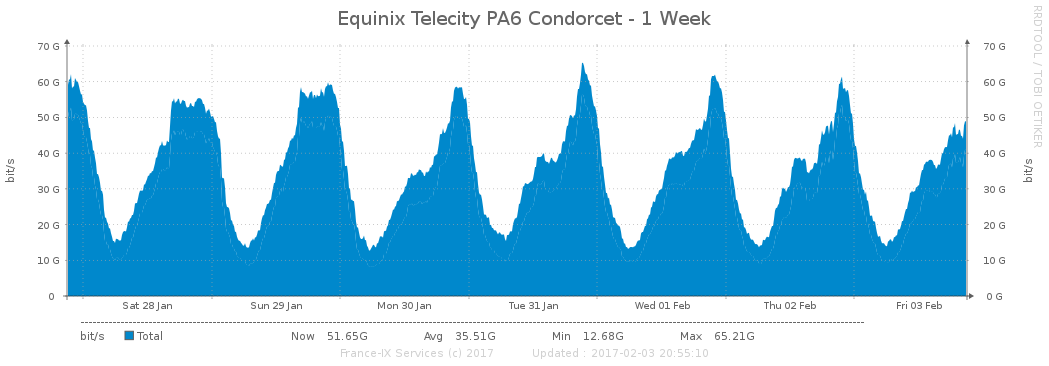 Equinix Telecity PA6 Condorcet - 1 Week
RRDTOOL / TOBI OETIKER
70 G 70 G
60 G 60 G
50 G 50 G
40 G 40 G
30 G 30 G
20 G 20 G
10 G 10 G
0 0 G
bit/s bit/s
Sat 28 Jan Sun 29 Jan Mon 30 Jan Tue 31 Jan Wed 01 Feb Thu 02 Feb Fri 03 Feb
bit/s Total Now 51.65G Avg 35.51G Min 12.68G Max 65.21G
France-IX Services (c) 2017 Updated : 2017-02-03 20:55:10